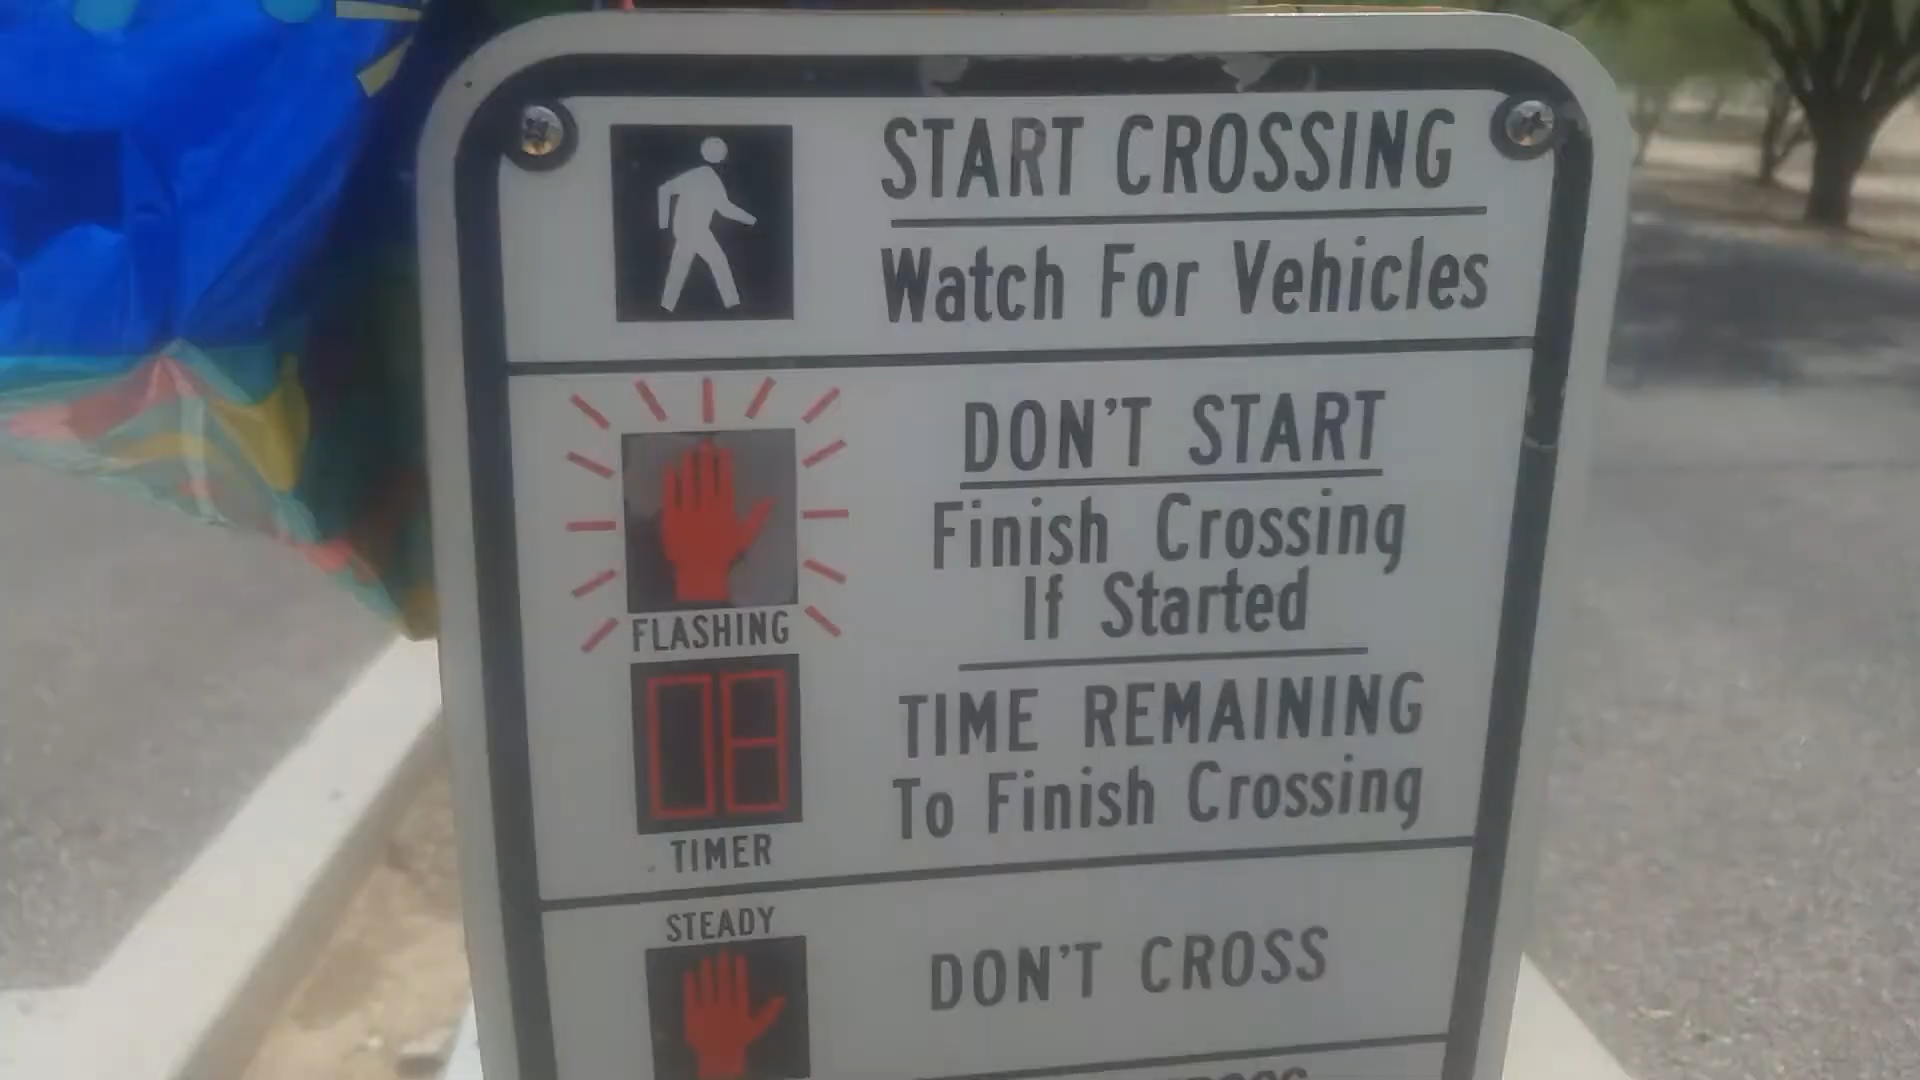 START CROSSING
Watch For Vehicles
DON'T START
Finish Crossing
If Started
FLASHING
TIME REMAINING
To Finish Crossing
TIMER
STEADY
DON'T CROSS